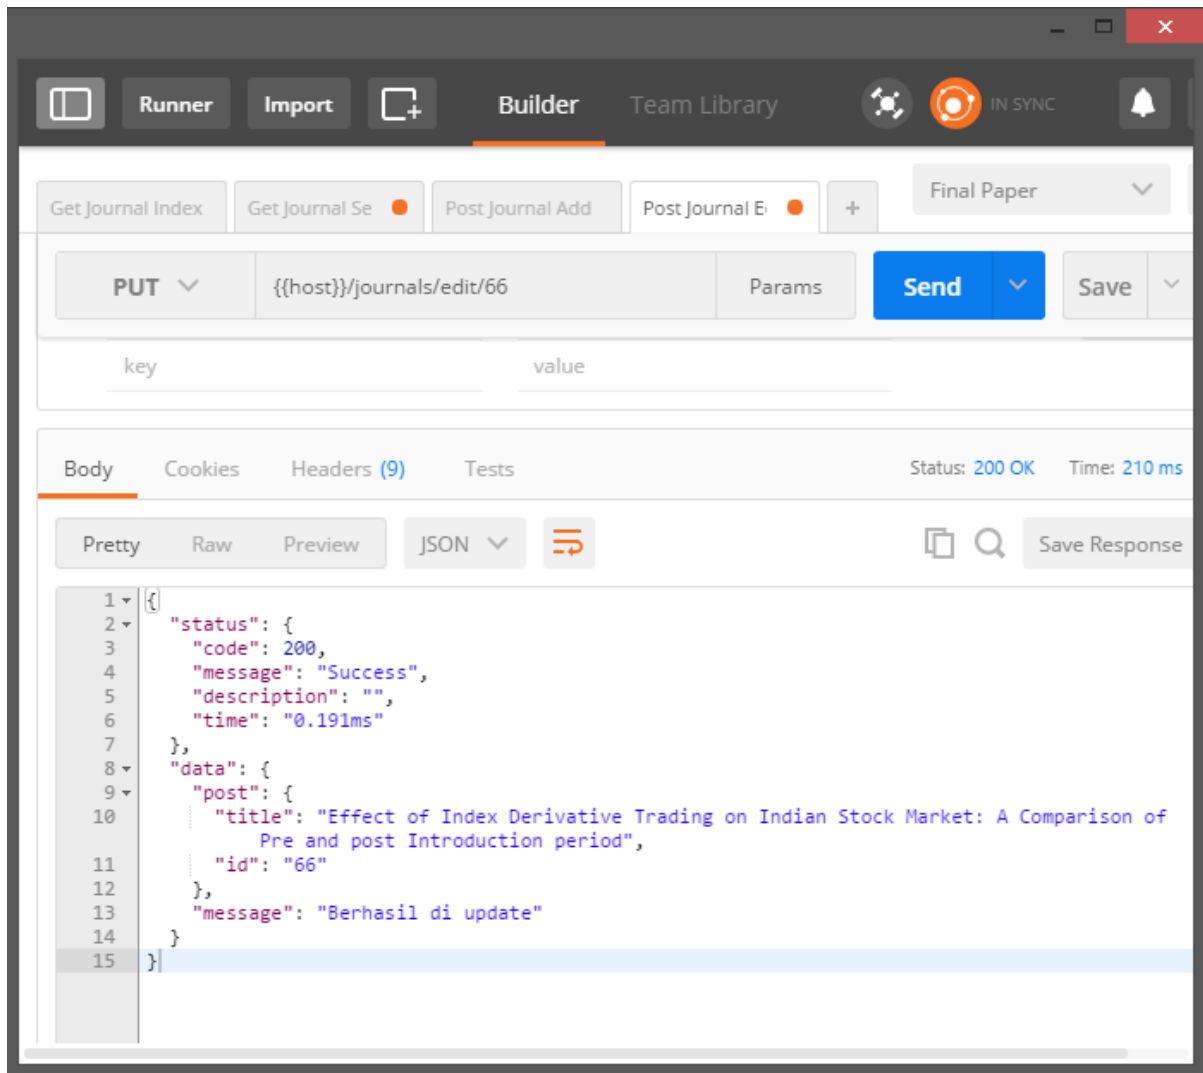 Runner Import Builder Team Library IN SYNC
Get Journal Index Get Journal Se Post Journal Add Post Journal E + Final Paper
PUT {{host}}/journals/edit/66 Params Send Save
key value
Body Cookies Headers (9) Tests Status: 200 OK Time: 210 ms
Pretty Raw Preview JSON Save Response
1 {
2 "status": {
3 "code": 200,
4 "message": "Success",
5 "description": "",
6 "time": "0.191ms"
7 },
8 "data": {
9 "post": {
10 "title": "Effect of Index Derivative Trading on Indian Stock Market: A Comparison of
Pre and post Introduction period",
11 "id": "66"
12 },
13 "message": "Berhasil di update"
14 }
15 }